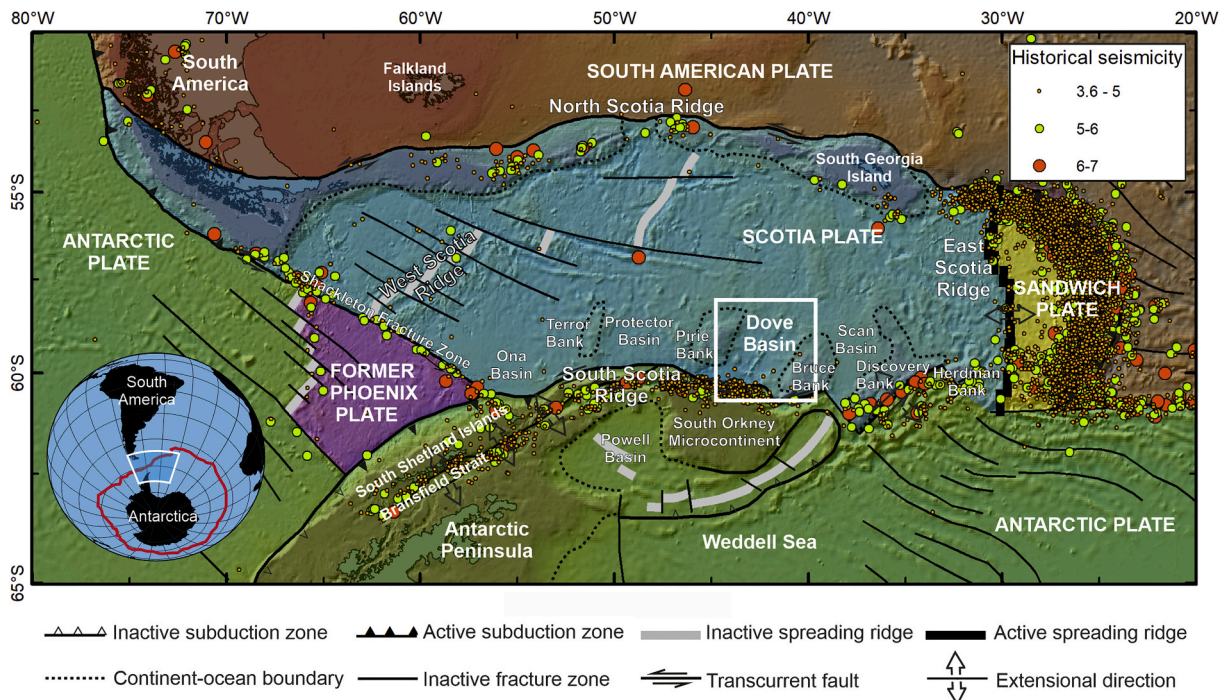 80°W 70°W 60°W 50°W 40°W 30°W 20°W
55°S
60°S
65°S
Historical seismicity
3.6 - 5
5-6
6-7
South
America
Falkland
Islands
SOUTH AMERICAN PLATE
North Scotia Ridge
South Georgia
Island
ANTARCTIC
PLATE
SCOTIA PLATE
West Scotia
Ridge
East
Scotia
Ridge
SANDWICH
PLATE
Shackleton Fracture Zone
Terror
Bank
Protector
Basin
Pirie
Bank
Dove
Basin
Scan
Basin
Ona
Basin
Bruce
Bank
Discovery
Bank
Herdman
Bank
FORMER
PHOENIX
PLATE
South Scotia
Ridge
South Orkney
Microcontinent
Powell
Basin
South Shetland Islands
Bransfield Strait
Antarctic
Peninsula
Weddell Sea
ANTARCTIC PLATE
South
America
Antarctica
Inactive subduction zone
Active subduction zone
Inactive spreading ridge
Active spreading ridge
Continent-ocean boundary
Inactive fracture zone
Transcurrent fault
Extensional direction